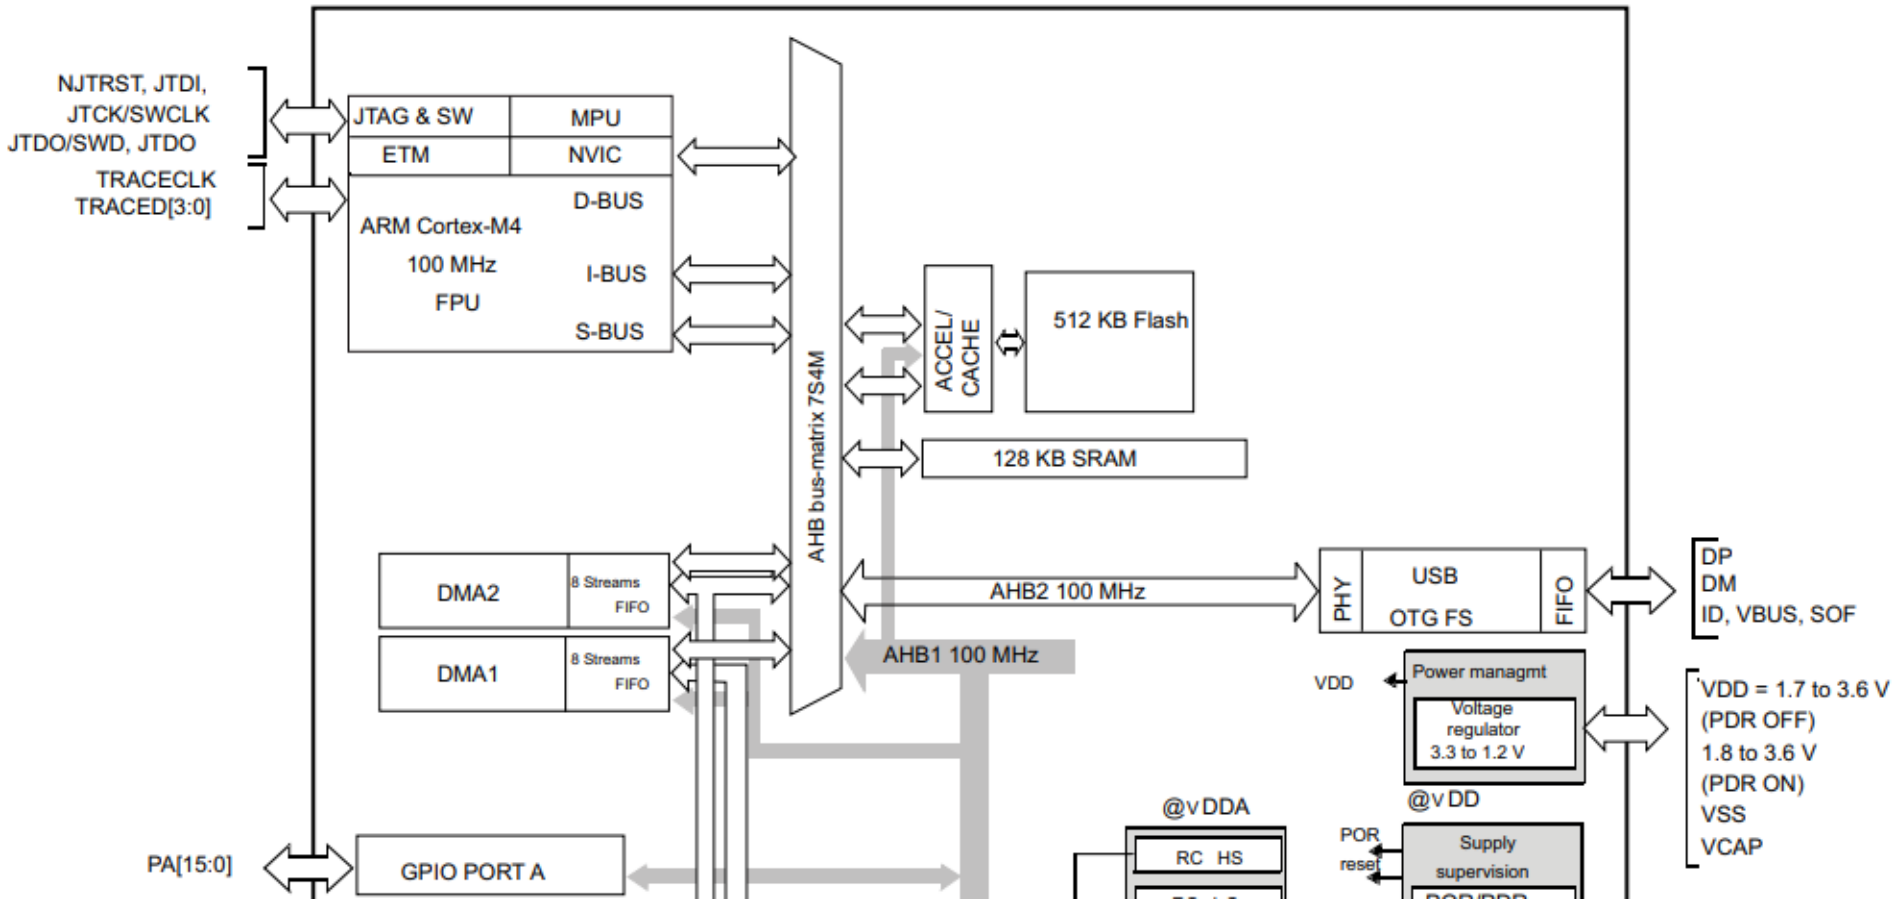 NJTRST, JTDI,
JTCK/SWCLK
JTDO/SWD, JTDO
TRACECLK
TRACED[3:0]
JTAG & SW
MPU
ETM
NVIC
D-BUS
ARM Cortex-M4
100 MHz
FPU
I-BUS
S-BUS
AHB bus-matrix 7S4M
ACCEL/
CACHE
512 KB Flash
128 KB SRAM
DMA2
8 Streams
FIFO
DMA1
8 Streams
FIFO
AHB2 100 MHz
AHB1 100 MHz
PHY
USB
OTG FS
FIFO
DP
DM
ID, VBUS, SOF
VDD
Power managmt
Voltage
regulator
3.3 to 1.2 V
VDD = 1.7 to 3.6 V
(PDR OFF)
1.8 to 3.6 V
(PDR ON)
VSS
VCAP
@VDDA
@VDD
RC HS
POR
reset
Supply
supervision
POR/PDR
PA[15:0]
GPIO PORT A